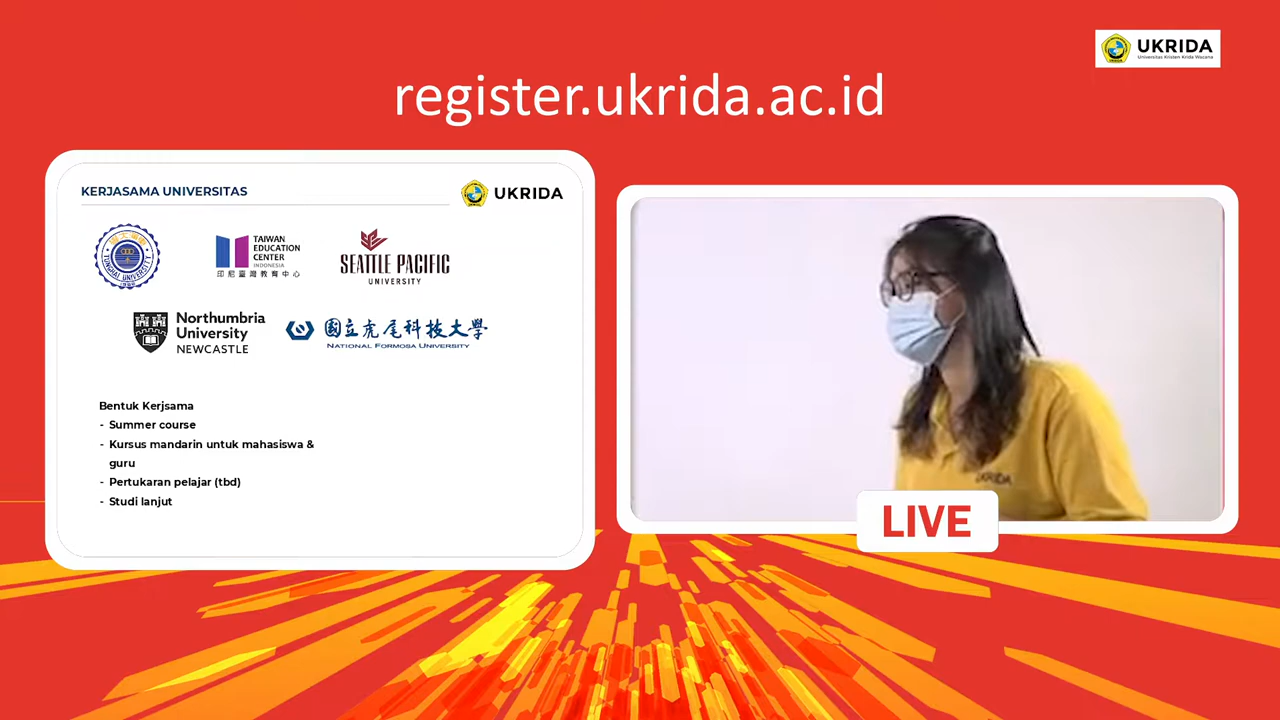 UKRIDA
Universitas Kristen Krida Wacana
register.ukrida.ac.id
KERJASAMA UNIVERSITAS
UKRIDA
TUNGHAI UNIVERSITY
TAIWAN
EDUCATION
CENTER
INDONESIA
印尼臺灣教育中心
SEATTLE PACIFIC
UNIVERSITY
Northumbria
University
NEWCASTLE
國立虎尾科技大學
NATIONAL FORMOSA UNIVERSITY
Bentuk Kerjsama
- Summer course
- Kursus mandarin untuk mahasiswa &
guru
- Pertukaran pelajar (tbd)
- Studi lanjut
UKRIDA
LIVE